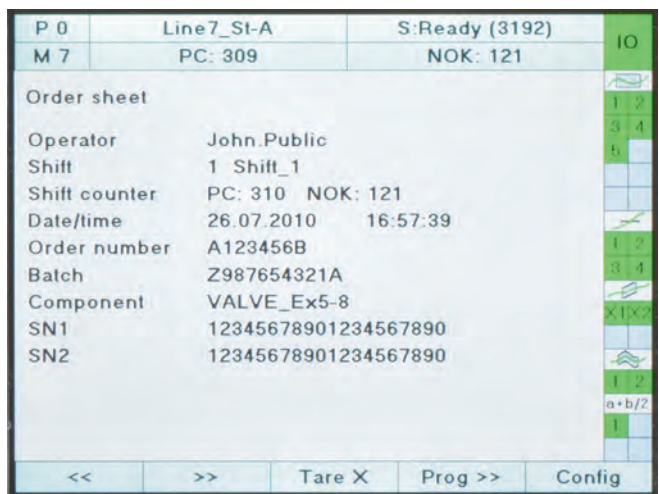 P 0 Line7_St-A S:Ready (3192) IO
M 7 PC: 309 NOK: 121
Order sheet
Operator John.Public
Shift 1 Shift_1
Shift counter PC: 310 NOK: 121
Date/time 26.07.2010 16:57:39
Order number A123456B
Batch Z987654321A
Component VALVE_Ex5-8
SN1 12345678901234567890
SN2 12345678901234567890
1 2
3 4
5
1 2
3 4
X1 X2
1 2
a+b/2
1
<< >> Tare X Prog >> Config